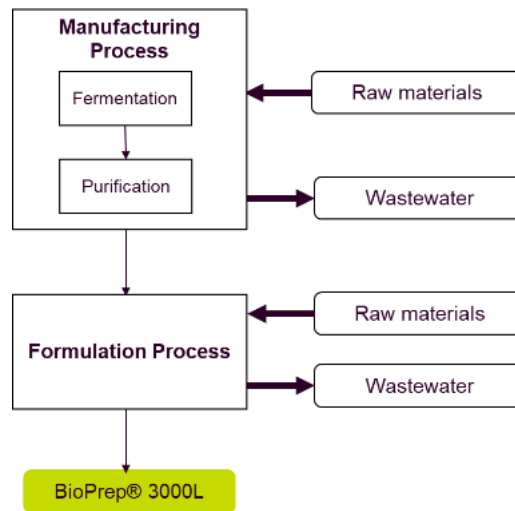 Manufacturing
Process
Fermentation
Purification
Raw materials
Wastewater
Formulation Process
Raw materials
Wastewater
BioPrep® 3000L